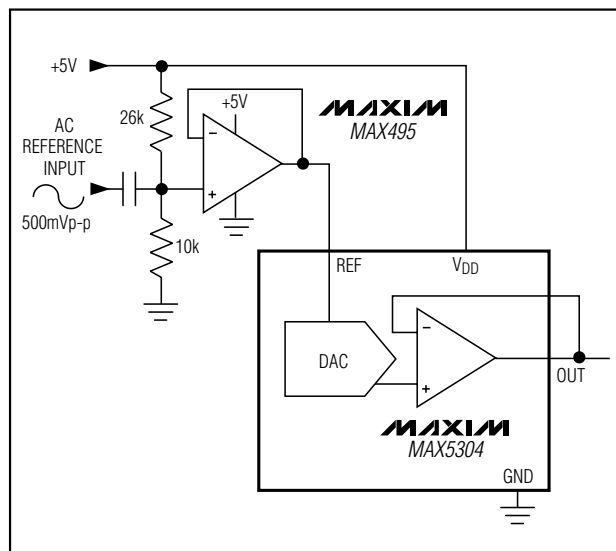 +5V
26k
+5V
MAXIM
MAX495
AC
REFERENCE
INPUT
−
+
500mVp-p
10k
REF
VDD
DAC
−
+
OUT
MAXIM
MAX5304
GND